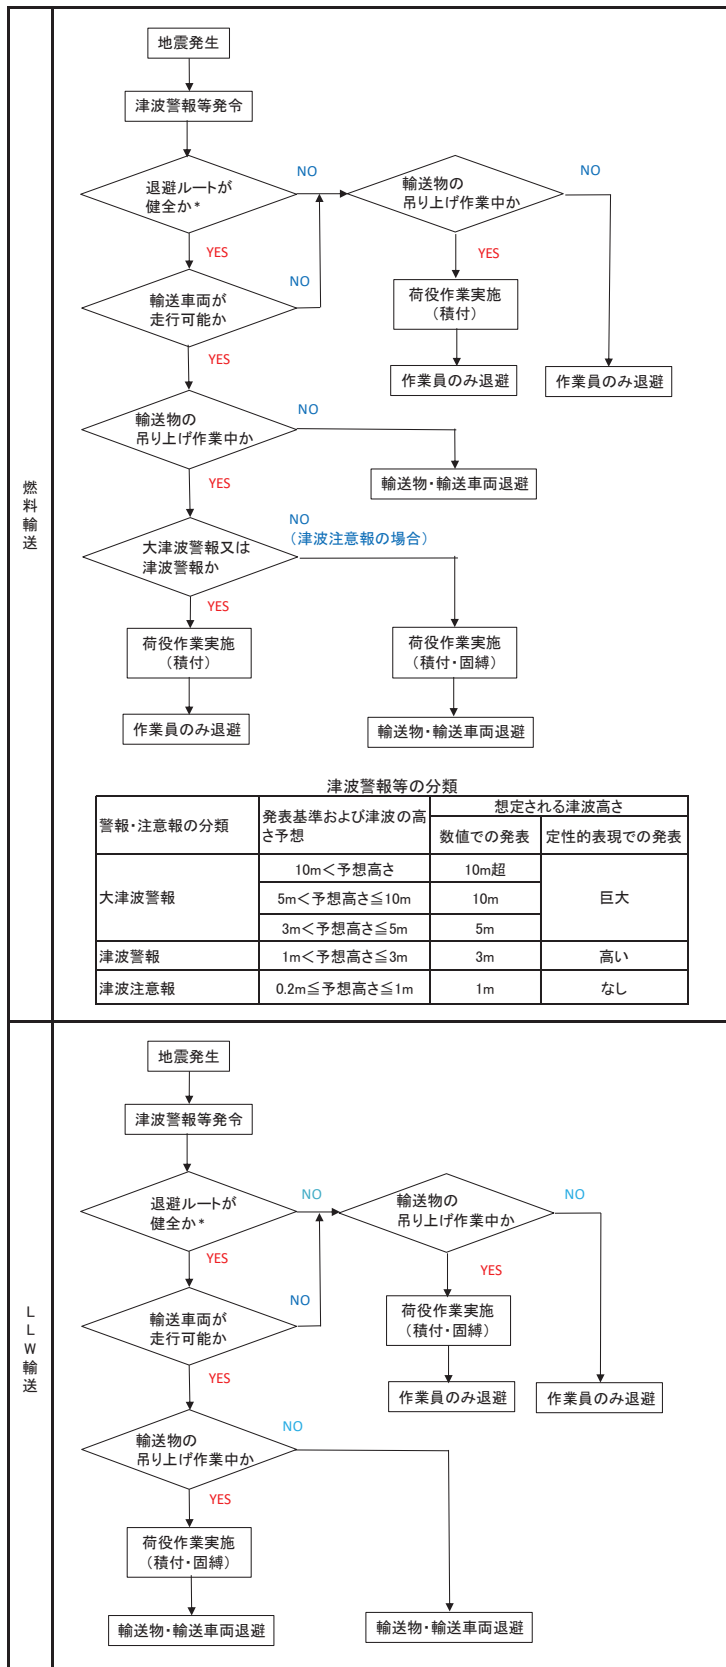 燃料輸送
地震発生
津波警報等発令
退避ルートが
健全か*
NO
輸送物の
吊り上げ作業中か
NO
YES
YES
輸送車両が
走行可能か
NO
荷役作業実施
(積付)
YES
作業員のみ退避
作業員のみ退避
輸送物の
吊り上げ作業中か
NO
輸送物・輸送車両退避
YES
大津波警報又は
津波警報か
NO
(津波注意報の場合)
YES
荷役作業実施
(積付)
荷役作業実施
(積付・固縛)
作業員のみ退避
輸送物・輸送車両退避
津波警報等の分類
警報・注意報の分類
発表基準および津波の高
さ予想
想定される津波高さ
数値での発表
定性的表現での発表
大津波警報
10m<予想高さ
10m超
巨大
5m<予想高さ≦10m
10m
3m<予想高さ≦5m
5m
津波警報
1m<予想高さ≦3m
3m
高い
津波注意報
0.2m≦予想高さ≦1m
1m
なし
LLW輸送
地震発生
津波警報等発令
退避ルートが
健全か*
NO
輸送物の
吊り上げ作業中か
NO
YES
YES
輸送車両が
走行可能か
NO
荷役作業実施
(積付・固縛)
YES
作業員のみ退避
作業員のみ退避
輸送物の
吊り上げ作業中か
NO
YES
荷役作業実施
(積付・固縛)
輸送物・輸送車両退避
輸送物・輸送車両退避